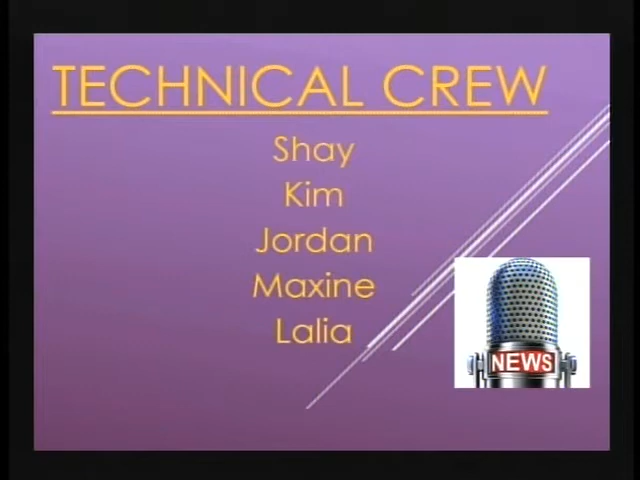 TECHNICAL CREW
Shay
Kim
Jordan
Maxine
Lalia
NEWS